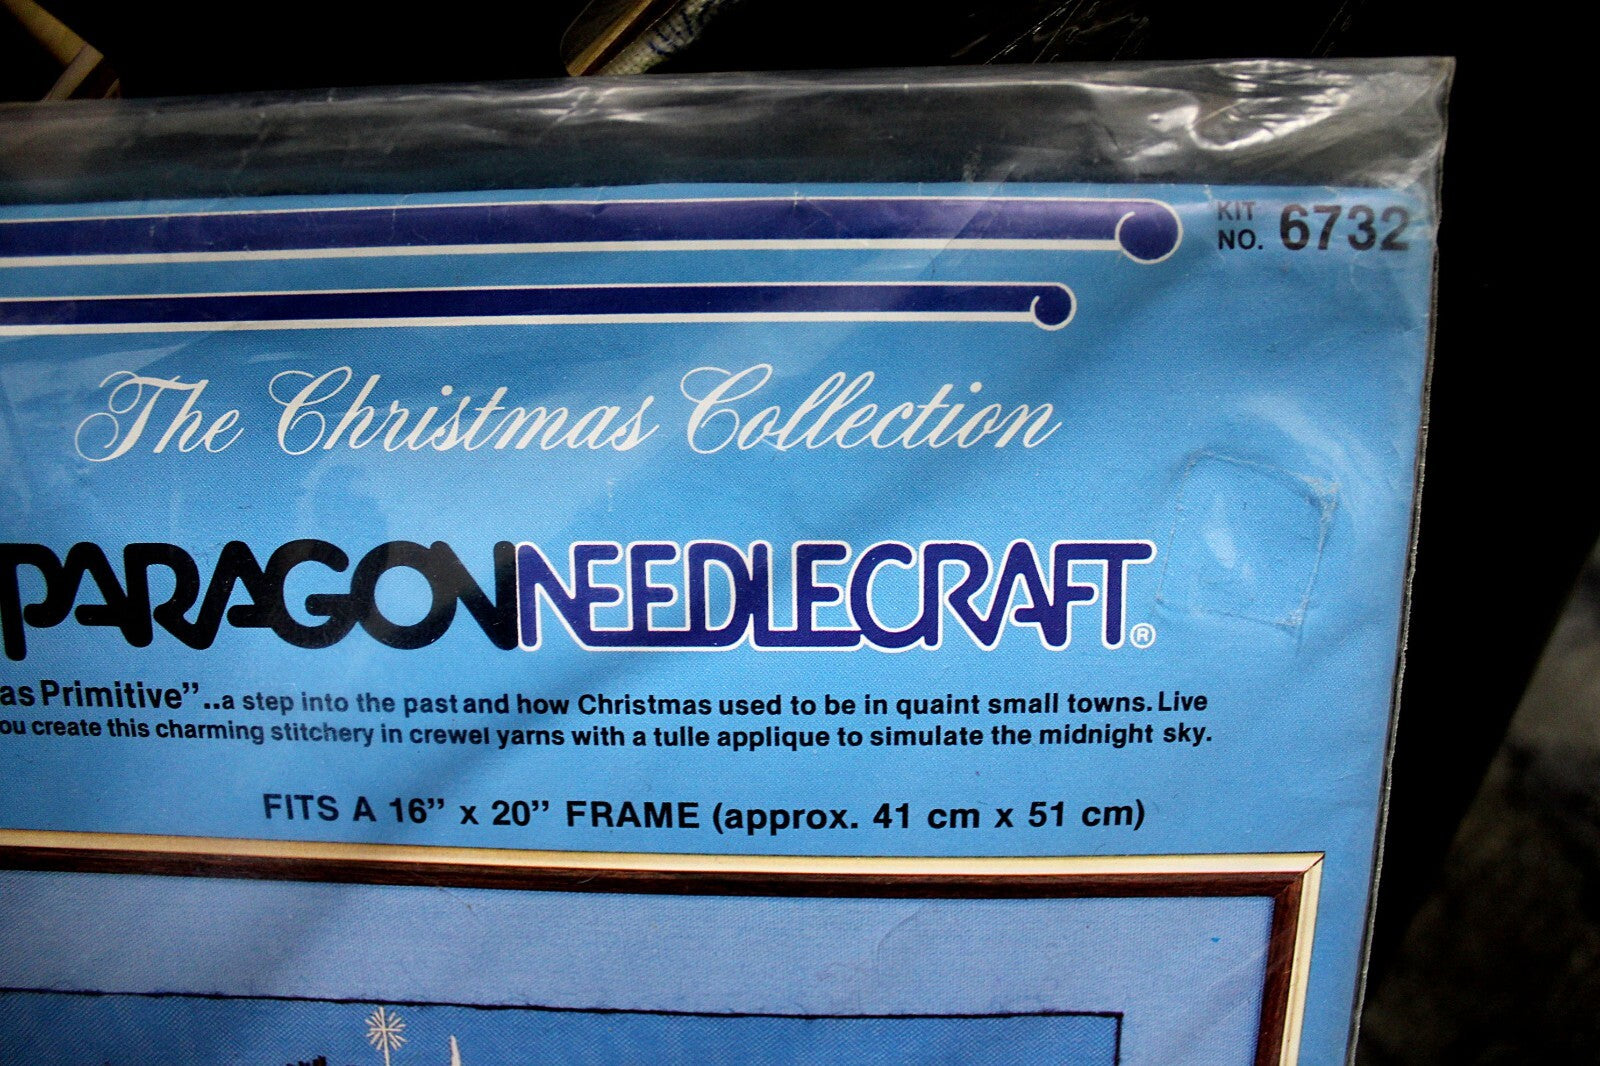 KIT
NO. 6732
The Christmas Collection
PARAGON NEEDLECRAFT®
as Primitive”..a step into the past and how Christmas used to be in quaint small towns. Live
ou create this charming stitchery in crewel yarns with a tulle applique to simulate the midnight sky.
FITS A 16” x 20” FRAME (approx. 41 cm x 51 cm)